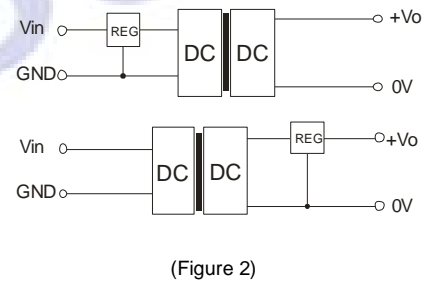 Vin REG DC DC +Vo
GND 0V
Vin DC DC REG +Vo
GND 0V
(Figure 2)